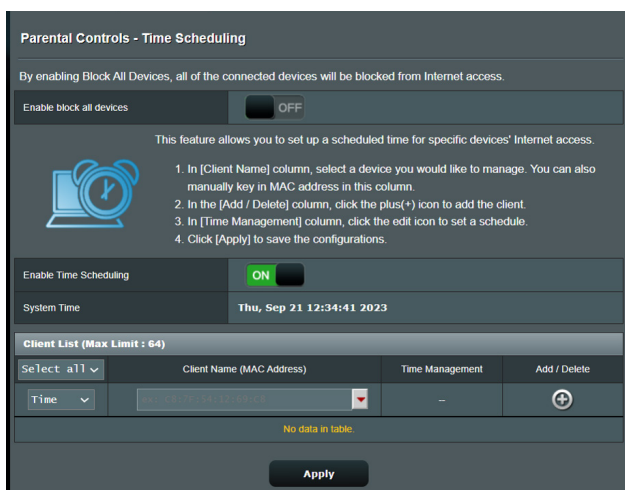 Parental Controls - Time Scheduling
By enabling Block All Devices, all of the connected devices will be blocked from Internet access.
Enable block all devices
OFF
This feature allows you to set up a scheduled time for specific devices' Internet access.
1. In [Client Name] column, select a device you would like to manage. You can also
manually key in MAC address in this
column.
2. In the [Add / Delete] column, click the
plus(+) icon to add the client.
3. In [Time Management] column, click the edit icon to set a schedule.
4. Click [Apply] to save the configurations.
Enable Time Scheduling
ON
System Time
Thu, Sep 21 12:34:41 2023
Client List (Max Limit : 64)
Select all
Client Name (MAC Address)
Time Management
Add / Delete
Time
--
No data in table.
Apply